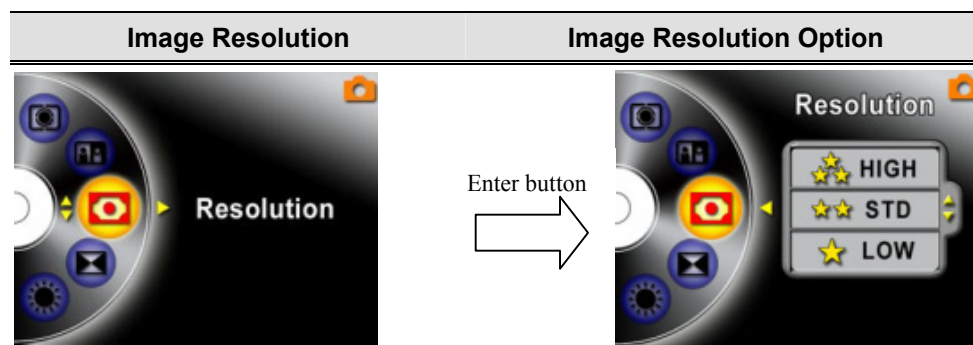 Image Resolution
Image Resolution Option
Resolution
Enter button
Resolution
HIGH
STD
LOW